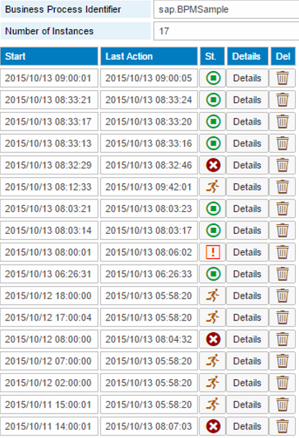 Business Process Identifier sap.BPMSample
Number of Instances 17
Start Last Action St. Details Del
2015/10/13 09:00:01 2015/10/13 09:00:05 Details
2015/10/13 08:33:21 2015/10/13 08:33:24 Details
2015/10/13 08:33:17 2015/10/13 08:33:20 Details
2015/10/13 08:33:13 2015/10/13 08:33:16 Details
2015/10/13 08:32:29 2015/10/13 08:32:46 Details
2015/10/13 08:12:33 2015/10/13 09:42:01 Details
2015/10/13 08:03:21 2015/10/13 08:03:23 Details
2015/10/13 08:03:14 2015/10/13 08:03:17 Details
2015/10/13 08:00:01 2015/10/13 08:06:02 Details
2015/10/13 06:26:31 2015/10/13 06:26:33 Details
2015/10/12 18:00:00 2015/10/13 05:58:20 Details
2015/10/12 17:00:04 2015/10/13 05:58:20 Details
2015/10/12 08:00:00 2015/10/13 08:04:32 Details
2015/10/12 07:00:00 2015/10/13 05:58:20 Details
2015/10/12 02:00:00 2015/10/13 05:58:20 Details
2015/10/11 15:00:01 2015/10/13 05:58:20 Details
2015/10/11 14:00:01 2015/10/13 08:07:03 Details